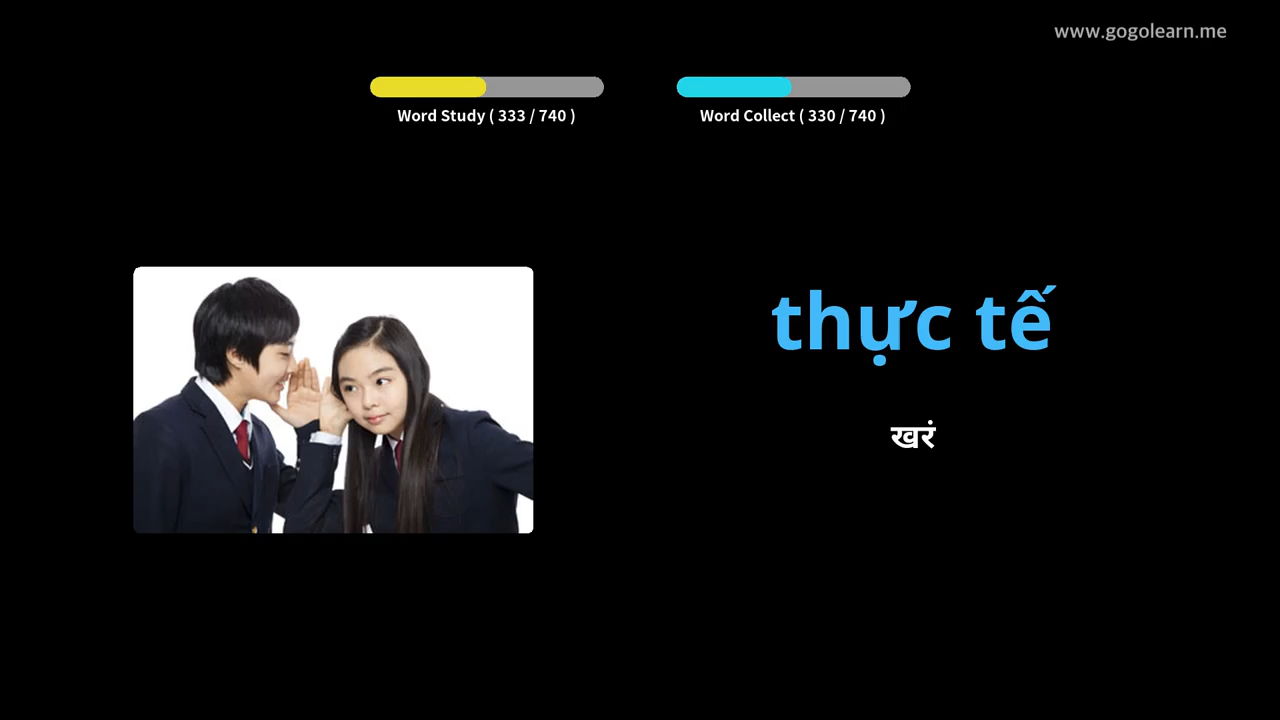 www.gogolearn.me
Word Study ( 333 / 740 )
Word Collect ( 330 / 740 )
thực tế
खरं